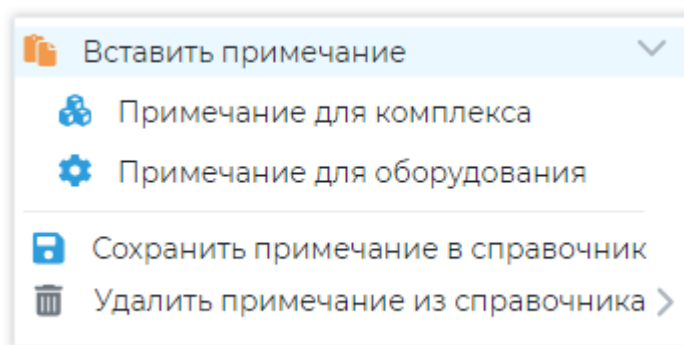 Вставить примечание
Примечание для комплекса
Примечание для оборудования
Сохранить примечание в справочник
Удалить примечание из справочника